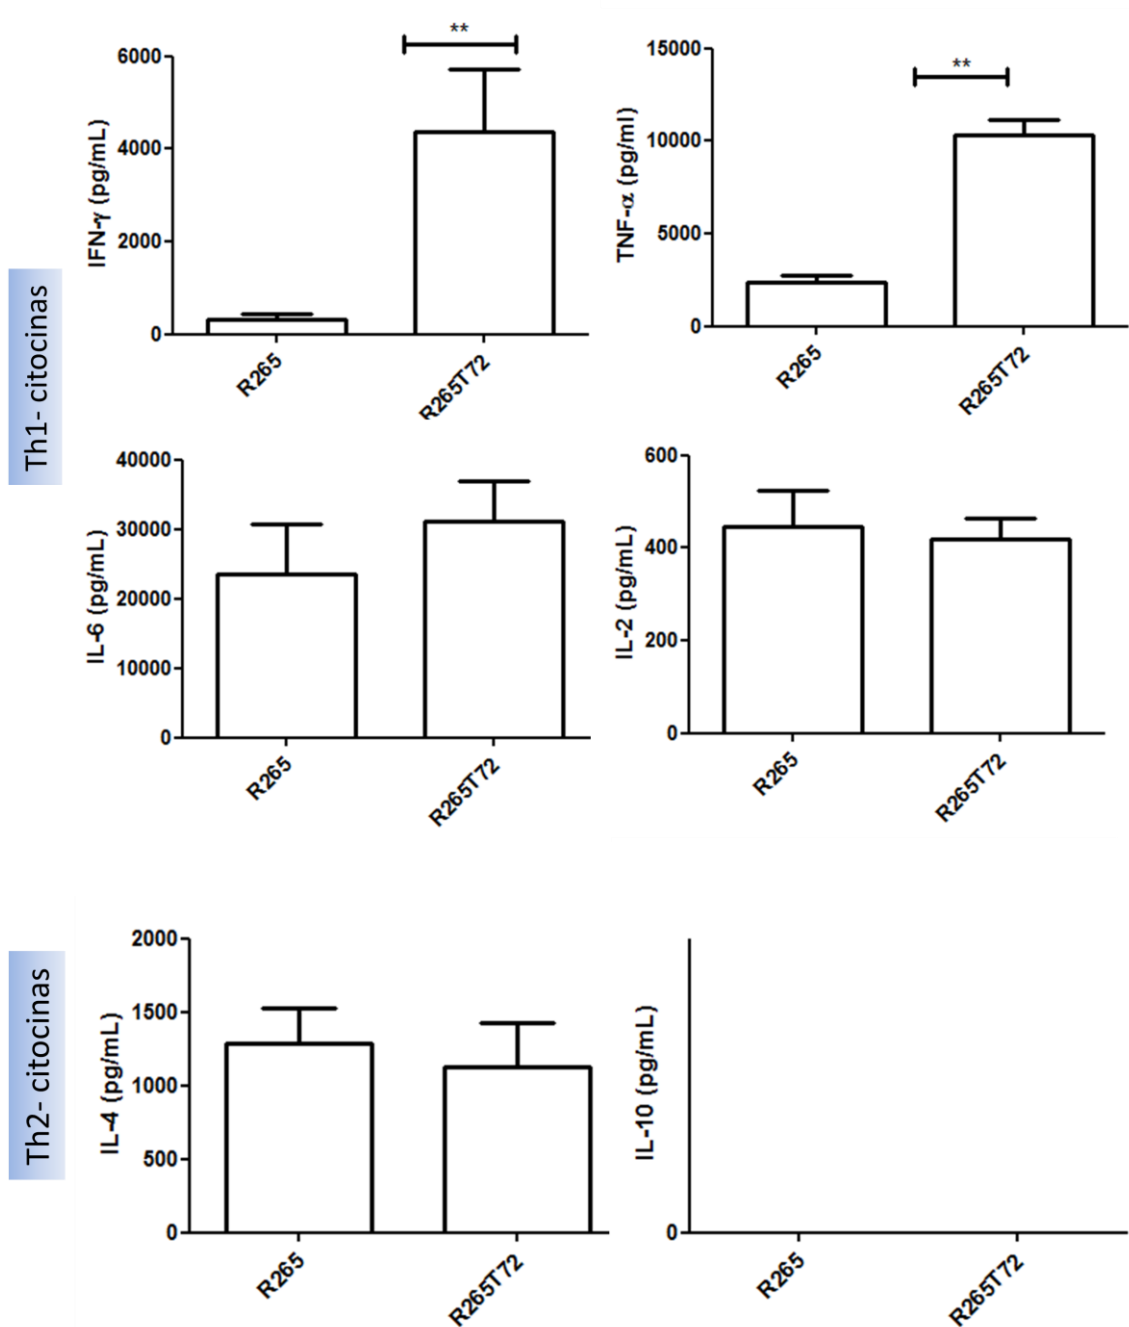 Th1- citocinas
**
IFN-γ (pg/mL)
6000
4000
2000
0
R265
R265T72
**
TNF-α (pg/ml)
15000
10000
5000
0
R265
R265T72
IL-6 (pg/mL)
40000
30000
20000
10000
0
R265
R265T72
IL-2 (pg/mL)
600
400
200
0
R265
R265T72
Th2- citocinas
IL-4 (pg/mL)
2000
1500
1000
500
0
R265
R265T72
IL-10 (pg/mL)
0
R265
R265T72